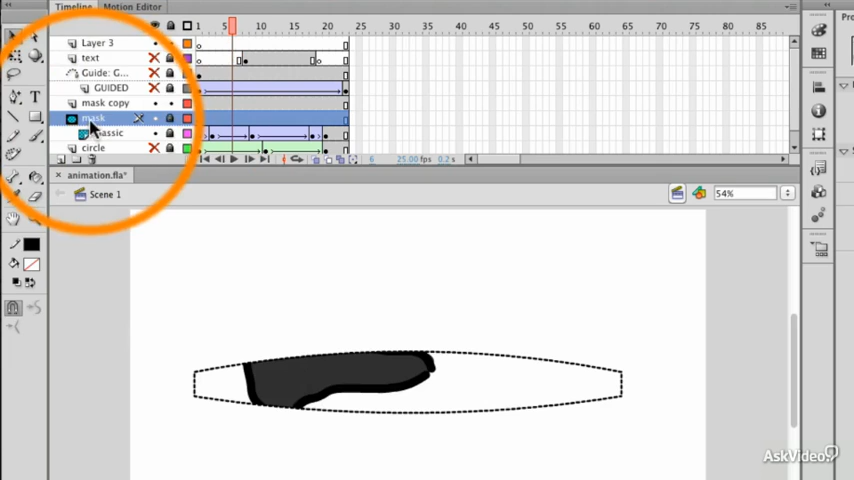 Timeline Motion Editor
1 5 10 15 20 25 30 35 40 45 50 55 60 65 70 75 80 85
Layer 3
text
Guide: G...
GUIDED
mask copy
mask
circle
6 25.00 fps 0.2 s
animation.fla*
Scene 1
54%
T
AskVideo